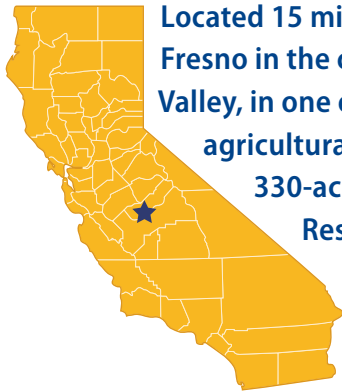 Located 15 mi
Fresno in the
Valley, in one
agricultura
330-ac
Res